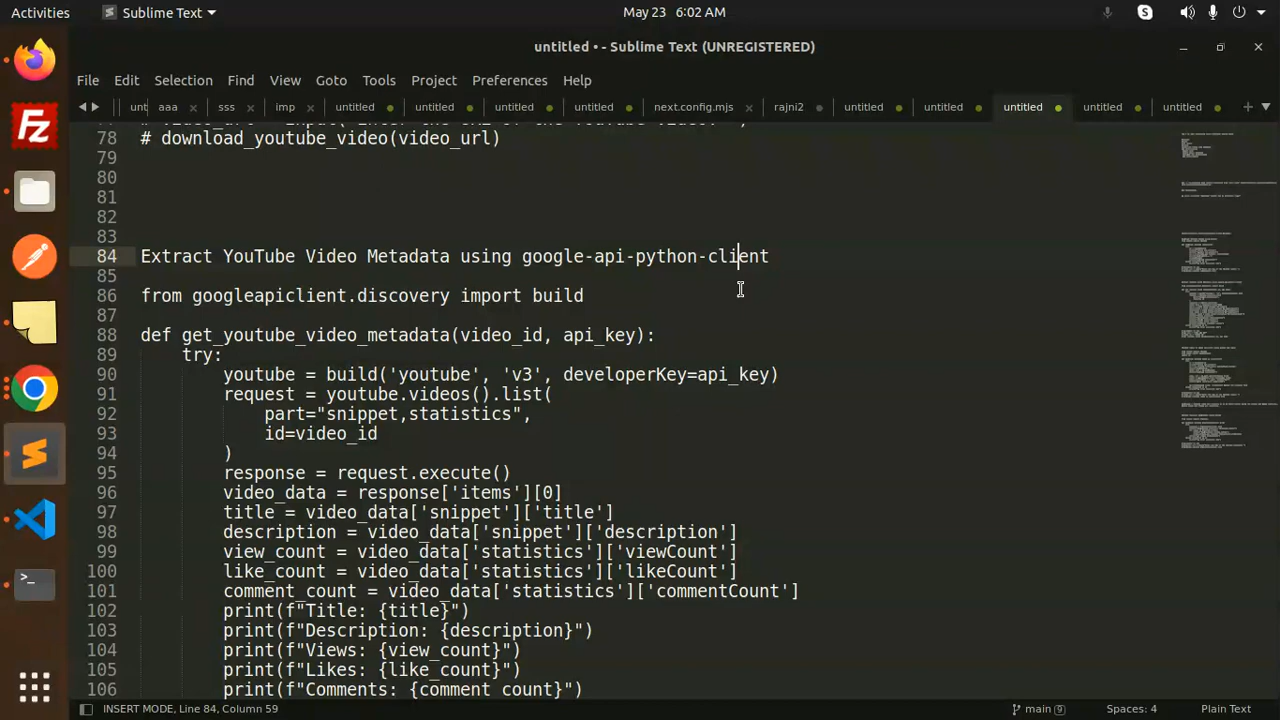 Activities
Sublime Text
May 23 6:02 AM
untitled • - Sublime Text (UNREGISTERED)
File Edit Selection Find View Goto Tools Project Preferences Help
unt aaa sss imp untitled untitled untitled untitled next.config.mjs rajni2 untitled untitled untitled untitled untitled
78 # download_youtube_video(video_url)
79
80
81
82
83
84 Extract YouTube Video Metadata using google-api-python-client
85
86 from googleapiclient.discovery import build
87
88 def get_youtube_video_metadata(video_id, api_key):
89 try:
90 youtube = build('youtube', 'v3', developerKey=api_key)
91 request = youtube.videos().list(
92 part="snippet,statistics",
93 id=video_id
94 )
95 response = request.execute()
96 video_data = response['items'][0]
97 title = video_data['snippet']['title']
98 description = video_data['snippet']['description']
99 view_count = video_data['statistics']['viewCount']
100 like_count = video_data['statistics']['likeCount']
101 comment_count = video_data['statistics']['commentCount']
102 print(f"Title: {title}")
103 print(f"Description: {description}")
104 print(f"Views: {view_count}")
105 print(f"Likes: {like_count}")
106 print(f"Comments: {comment_count}")
INSERT MODE, Line 84, Column 59
main 9
Spaces: 4
Plain Text